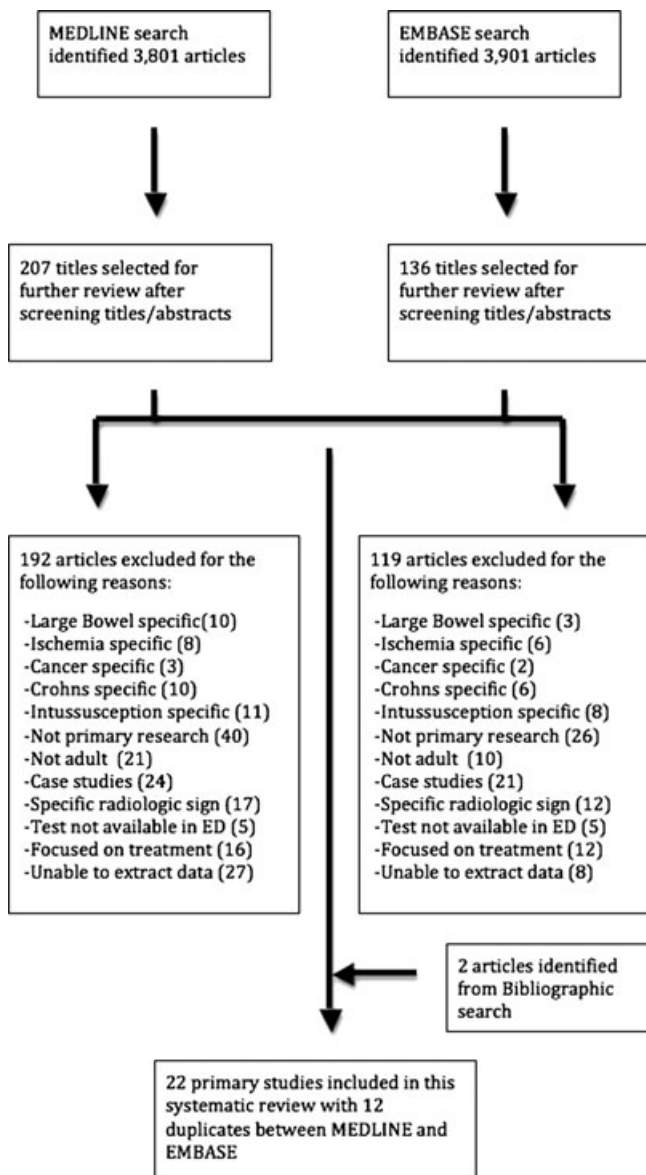 MEDLINE search
identified 3,801 articles
EMBASE search
identified 3,901 articles
207 titles selected for
further review after
screening titles/abstracts
136 titles selected for
further review after
screening titles/abstracts
192 articles excluded for the
following reasons:
-Large Bowel specific(10)
-Ischemia specific (8)
-Cancer specific (3)
-Crohns specific (10)
-Intussusception specific (11)
-Not primary research (40)
-Not adult (21)
-Case studies (24)
-Specific radiologic sign (17)
-Test not available in ED (5)
-Focused on treatment (16)
-Unable to extract data (27)
119 articles excluded for the
following reasons:
-Large Bowel specific (3)
-Ischemia specific (6)
-Cancer specific (2)
-Crohns specific (6)
-Intussusception specific (8)
-Not primary research (26)
-Not adult (10)
-Case studies (21)
-Specific radiologic sign (12)
-Test not available in ED (5)
-Focused on treatment (12)
-Unable to extract data (8)
2 articles identified
from Bibliographic
search
22 primary studies included in this
systematic review with 12
duplicates between MEDLINE and
EMBASE